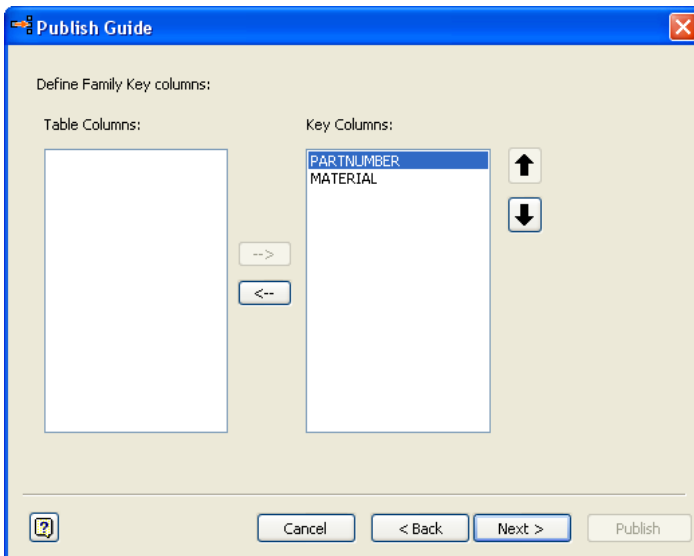 Publish Guide
Define Family Key columns:
Table Columns:
Key Columns:
PARTNUMBER
MATERIAL
-->
<--
Cancel
< Back
Next >
Publish